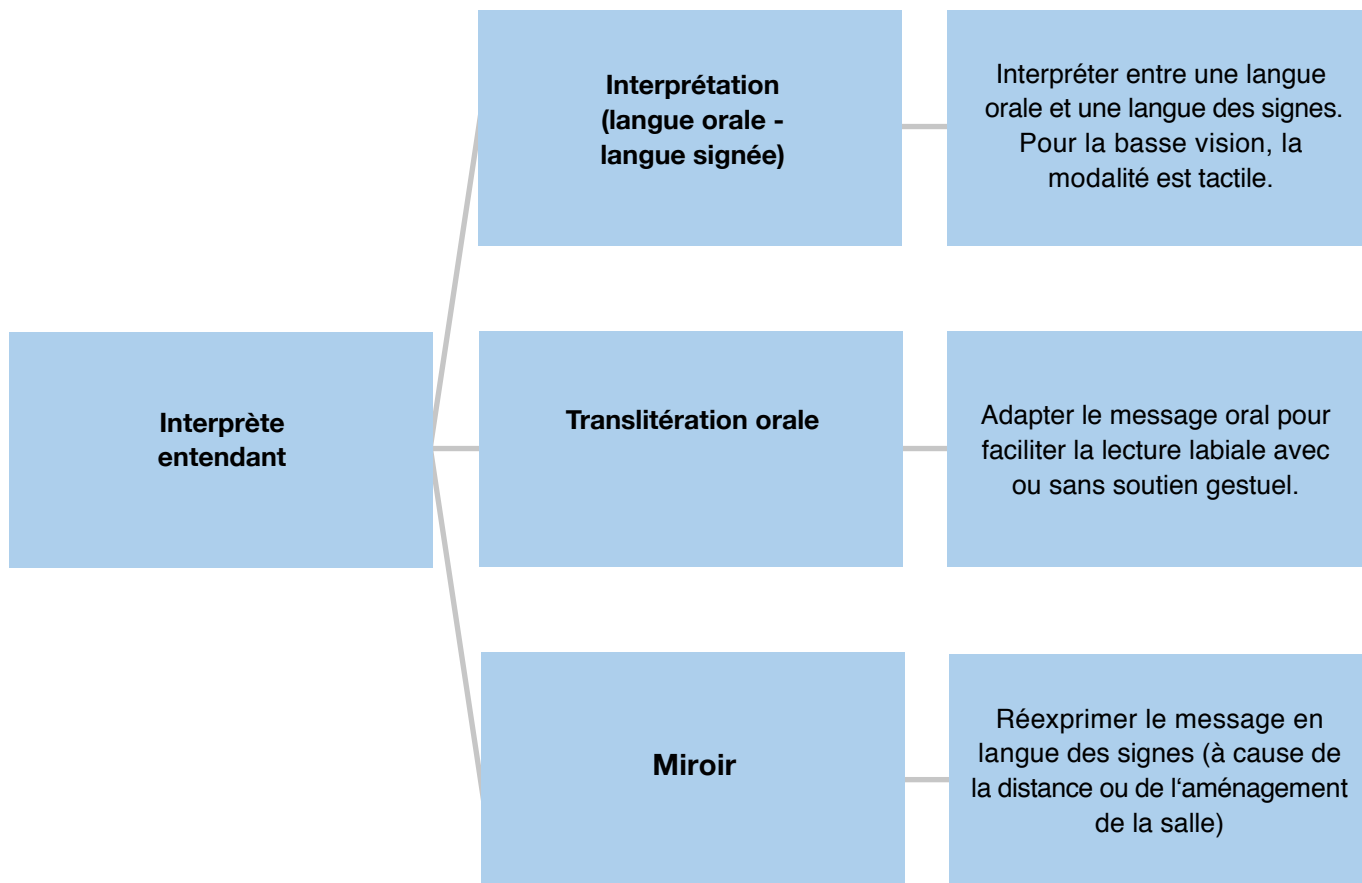 Interprétation
(langue orale -
langue signée)
Interpréter entre une langue
orale et une langue des signes.
Pour la basse vision, la
modalité est tactile.
Interprète
entendant
Translitération orale
Adapter le message oral pour
faciliter la lecture labiale avec
ou sans soutien gestuel.
Miroir
Réexprimer le message en
langue des signes (à cause de
la distance ou de l‘aménagement
de la salle)